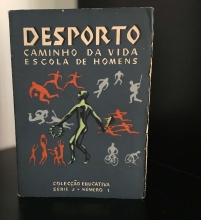 DESPORTO
CAMINHO DA VIDA
ESCOLA DE HOMENS
COLECÇÃO EDUCATIVA
SÉRIE J - NÚMERO 1